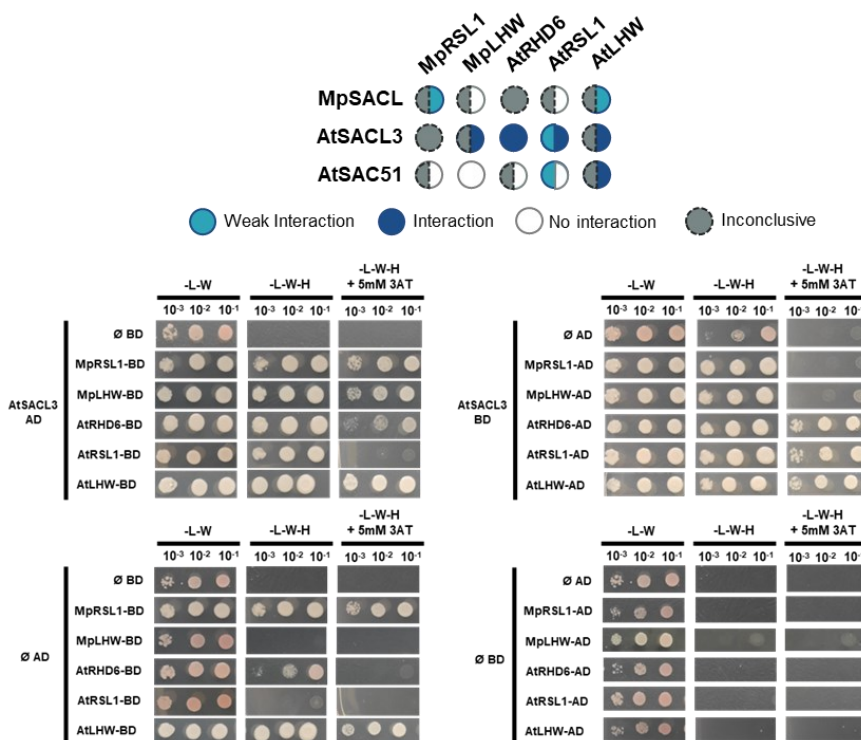 MpRSL1 MpLHW AtRHD6 AtRSL1 AtLHW
MpSACL
AtSACL3
AtSAC51
Weak Interaction Interaction No interaction Inconclusive
-L-W -L-W-H -L-W-H + 5mM 3AT
10-3 10-2 10-1 10-3 10-2 10-1 10-3 10-2 10-1
AtSACL3 AD
Ø BD
MpRSL1-BD
MpLHW-BD
AtRHD6-BD
AtRSL1-BD
AtLHW-BD
-L-W -L-W-H -L-W-H + 5mM 3AT
10-3 10-2 10-1 10-3 10-2 10-1 10-3 10-2 10-1
AtSACL3 BD
Ø AD
MpRSL1-AD
MpLHW-AD
AtRHD6-AD
AtRSL1-AD
AtLHW-AD
-L-W -L-W-H -L-W-H + 5mM 3AT
10-3 10-2 10-1 10-3 10-2 10-1 10-3 10-2 10-1
Ø AD
Ø BD
MpRSL1-BD
MpLHW-BD
AtRHD6-BD
AtRSL1-BD
AtLHW-BD
-L-W -L-W-H -L-W-H + 5mM 3AT
10-3 10-2 10-1 10-3 10-2 10-1 10-3 10-2 10-1
Ø BD
Ø AD
MpRSL1-AD
MpLHW-AD
AtRHD6-AD
AtRSL1-AD
AtLHW-AD